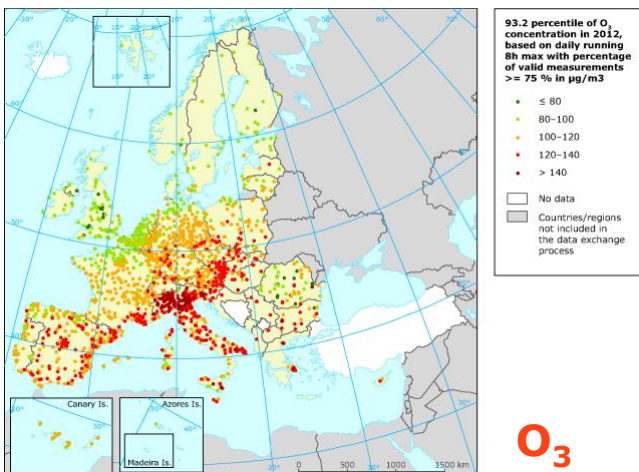 93.2 percentile of O3
concentration in 2012,
based on daily running
8h max with percentage
of valid measurements
>= 75 % in µg/m3
≤ 80
80–100
100–120
120–140
> 140
No data
Countries/regions
not included in
the data exchange
process
Canary Is.
Azores Is.
Madeira Is.
0 500 1000 1500 km
O3